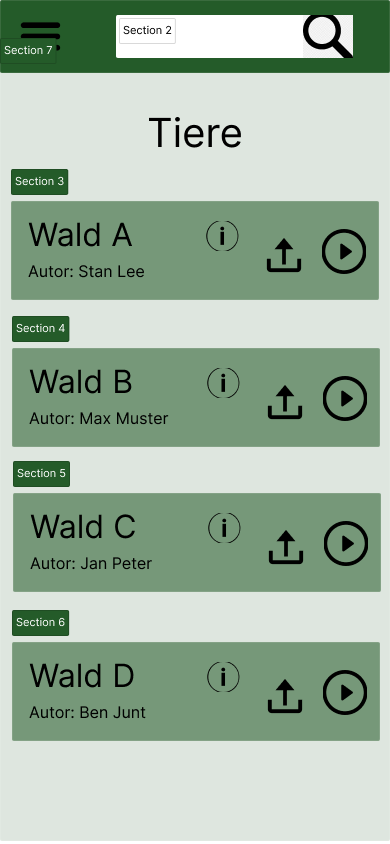 Section 7
Section 2
Tiere
Section 3
Wald A
Autor: Stan Lee
Section 4
Wald B
Autor: Max Muster
Section 5
Wald C
Autor: Jan Peter
Section 6
Wald D
Autor: Ben Junt